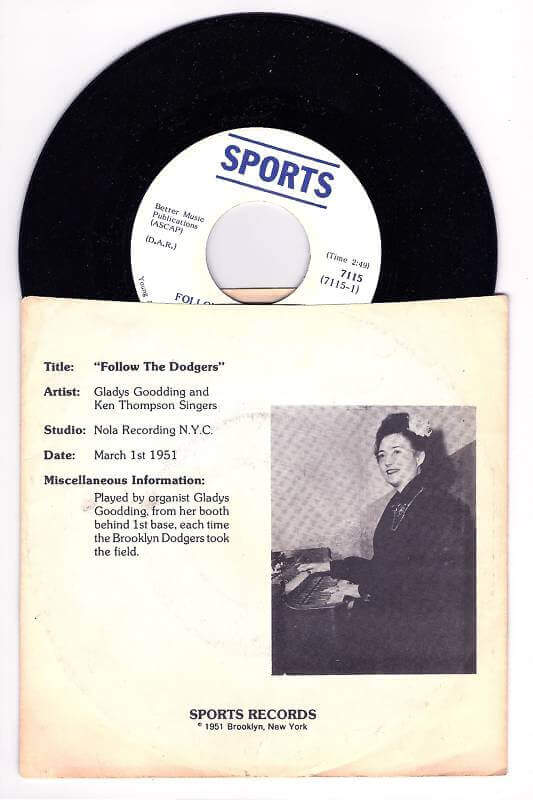 SPORTS
Better Music
Publications
(ASCAP)
(D.A.R.)
(Time 2:49)
7115
(7115-1)
Title: "Follow The Dodgers"
Artist: Gladys Goodding and
Ken Thompson Singers
Studio: Nola Recording N.Y.C.
Date: March 1st 1951
Miscellaneous Information:
Played by organist Gladys
Goodding, from her booth
behind 1st base, each time
the Brooklyn Dodgers took
the field.
SPORTS RECORDS
© 1951 Brooklyn, New York